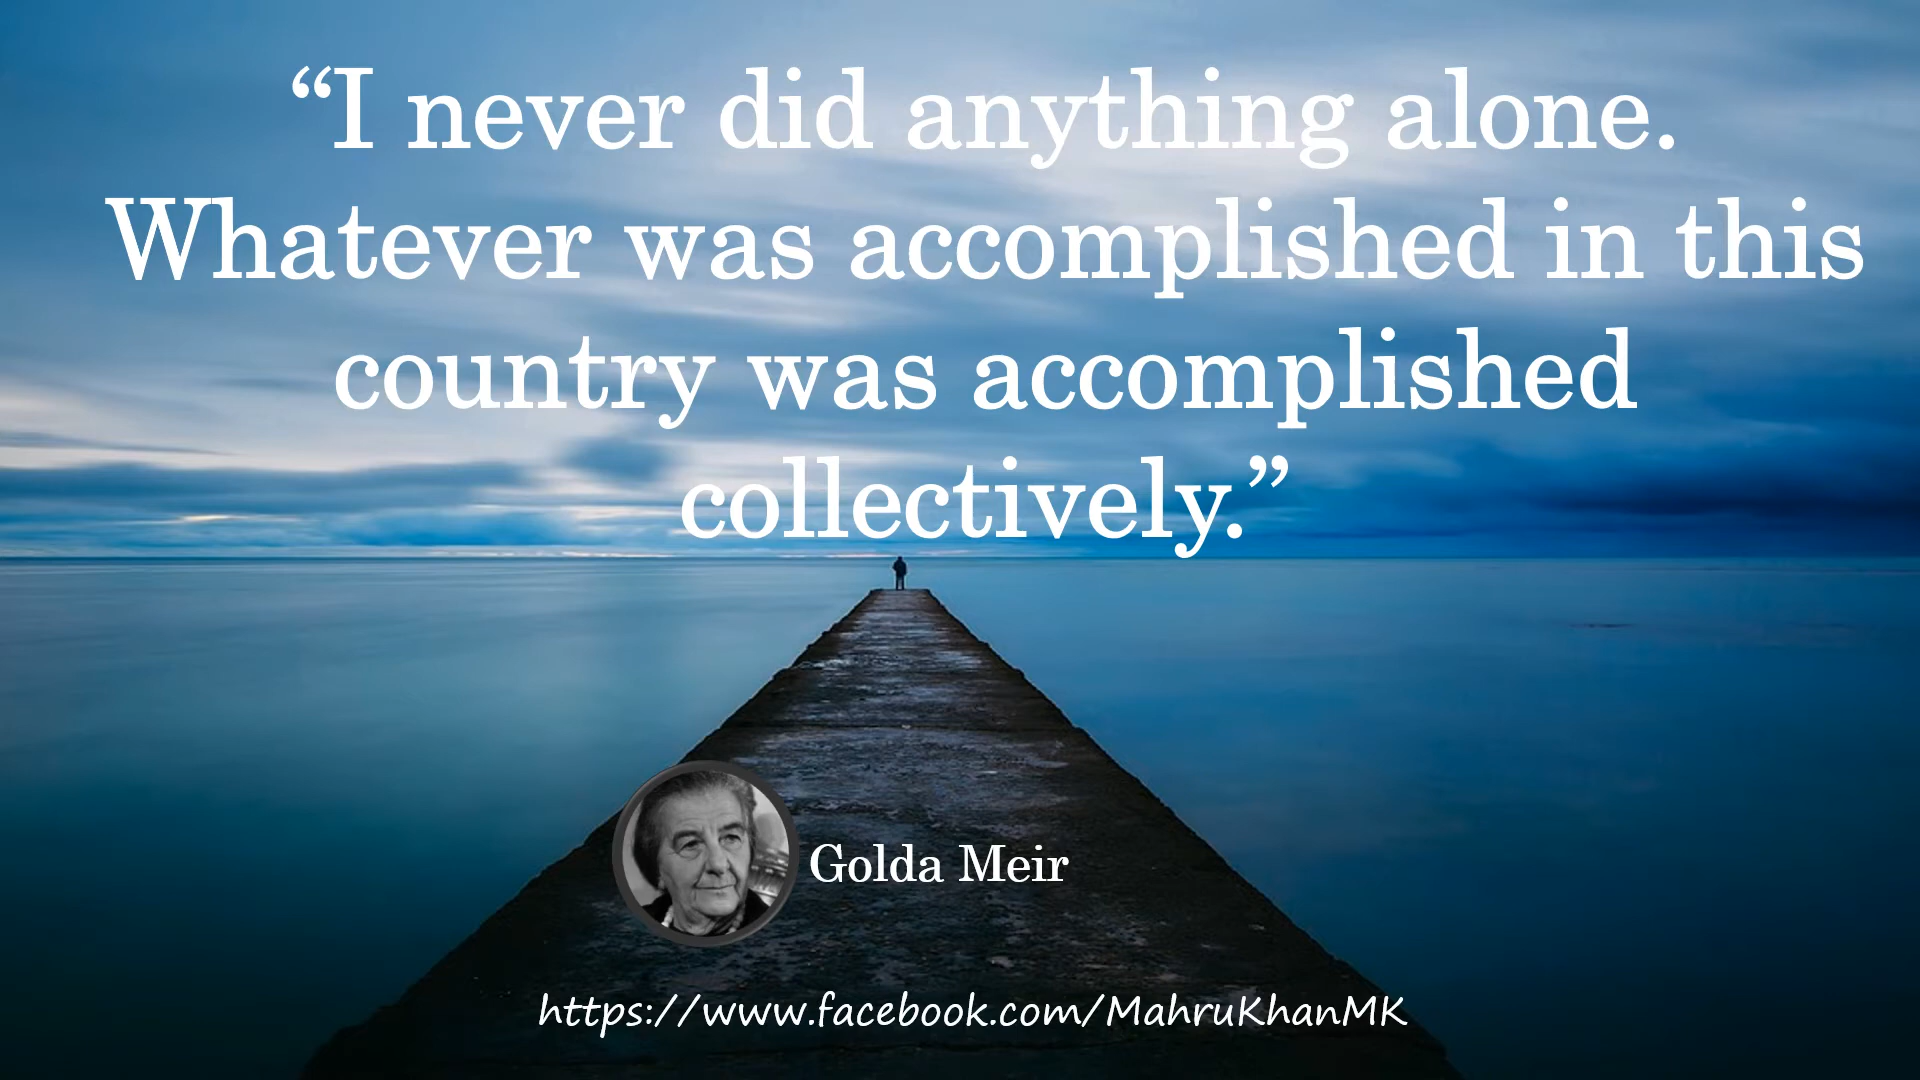 “I never did anything alone.
Whatever was accomplished in this
country was accomplished
collectively.”
Golda Meir
https://www.facebook.com/MahruKhanMK